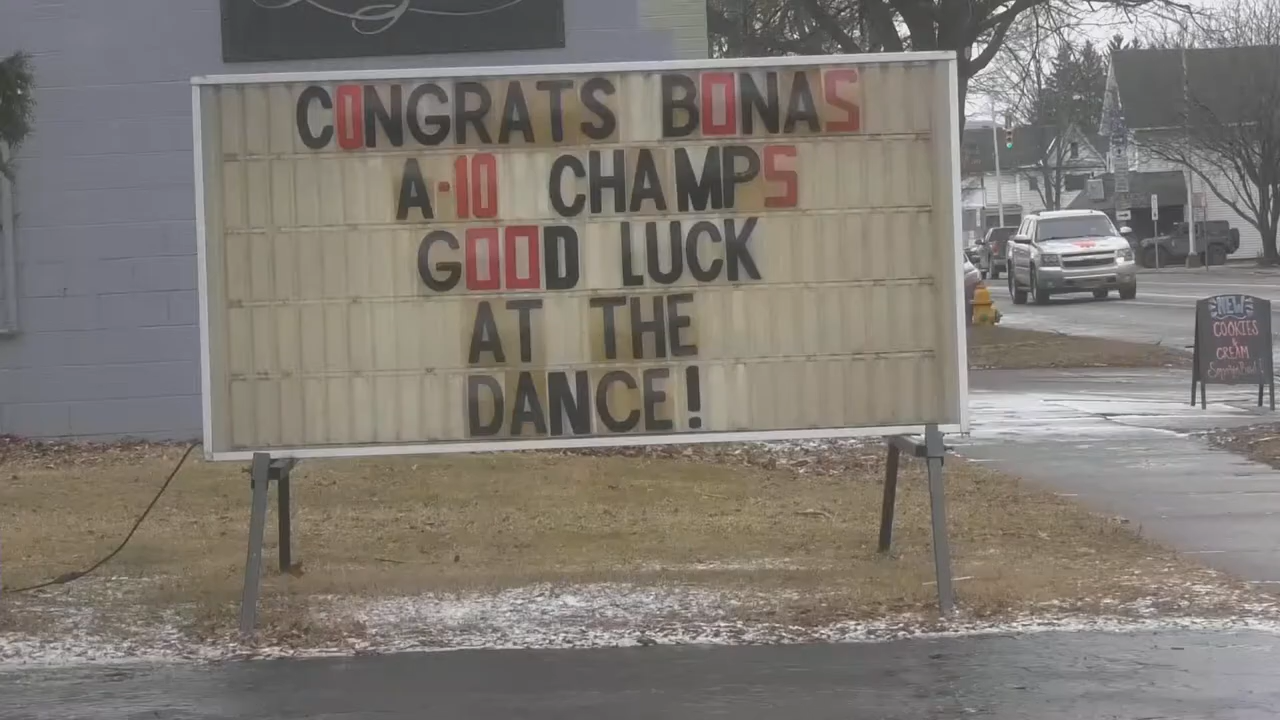 CONGRATS BONAS
A-10 CHAMPS
GOOD LUCK
AT THE
DANCE!
NEW
COOKIES
&
CREAM